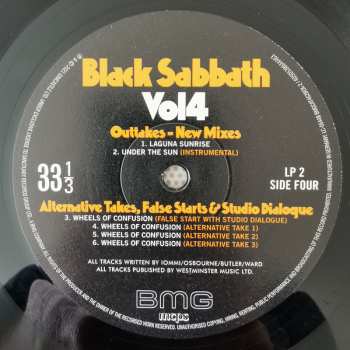 Black Sabbath
Vol4
Outtakes - New Mixes
1. LAGUNA SUNRISE
2. UNDER THE SUN (INSTRUMENTAL)
33 1/3
LP 2
SIDE FOUR
Alternative Takes, False Starts & Studio Dialogue
3. WHEELS OF CONFUSION (FALSE START WITH STUDIO DIALOGUE)
4. WHEELS OF CONFUSION (ALTERNATIVE TAKE 1)
5. WHEELS OF CONFUSION (ALTERNATIVE TAKE 2)
6. WHEELS OF CONFUSION (ALTERNATIVE TAKE 3)
ALL TRACKS WRITTEN BY IOMMI/OSBOURNE/BUTLER/WARD
ALL TRACKS PUBLISHED BY WESTMINSTER MUSIC LTD.
BMG
mcps